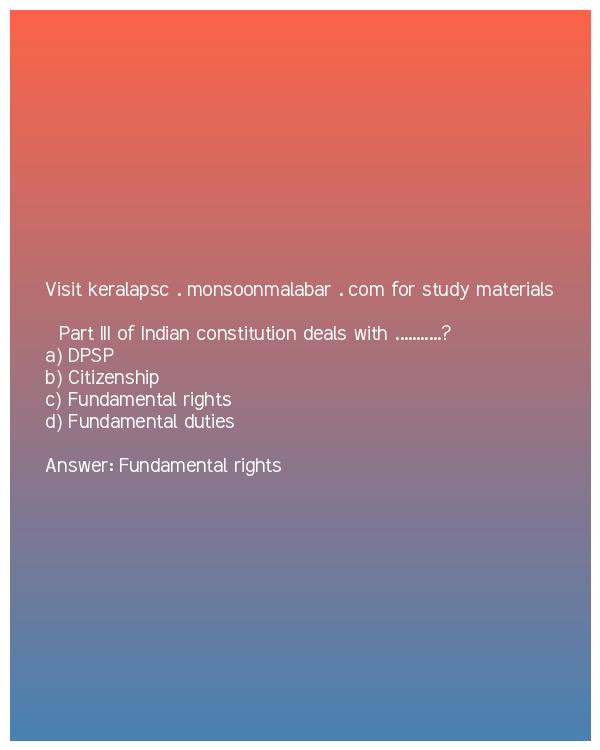 Visit keralapsc . monsoonmalabar . com for study materials
Part III of Indian constitution deals with ...........?
a) DPSP
b) Citizenship
c) Fundamental rights
d) Fundamental duties
Answer: Fundamental rights